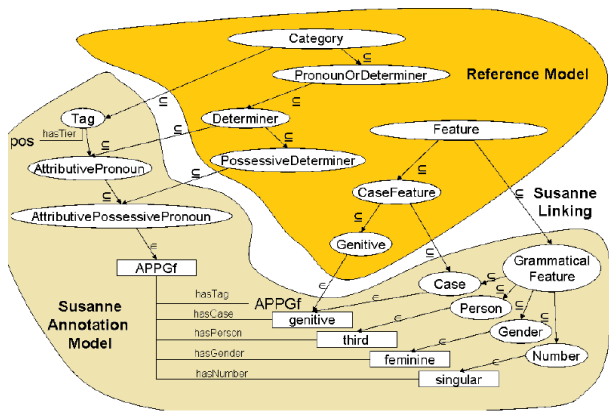 Category
⊆
⊆
PronounOrDeterminer
Reference Model
⊆
⊆
Tag
Determiner
Feature
pos
hasTier
⊆
⊆
⊆
⊆
AttributivePronoun
PossessiveDeterminer
CaseFeature
⊆
⊆
⊆
⊆
Susanne
Linking
AttributivePossessivePronoun
Genitive
⊆
∈
APPGf
∈
Case
⊆
Grammatical
Feature
hasTag
APPGf
∈
Person
⊆
hasCase
genitive
∈
⊆
⊆
Susanne
Annotation
Model
hasPerson
third
Gender
hasGender
feminine
∈
Number
hasNumber
singular
∈